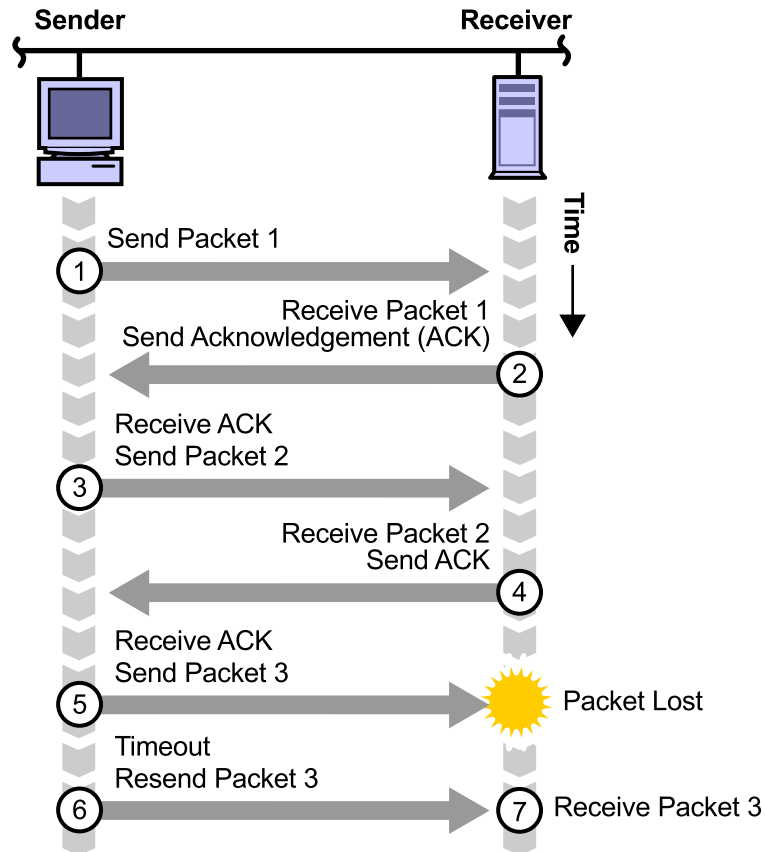 Sender
Receiver
Time
Send Packet 1
1
Receive Packet 1
Send Acknowledgement (ACK)
2
Receive ACK
Send Packet 2
3
Receive Packet 2
Send ACK
4
Receive ACK
Send Packet 3
5
Packet Lost
Timeout
Resend Packet 3
6
7
Receive Packet 3